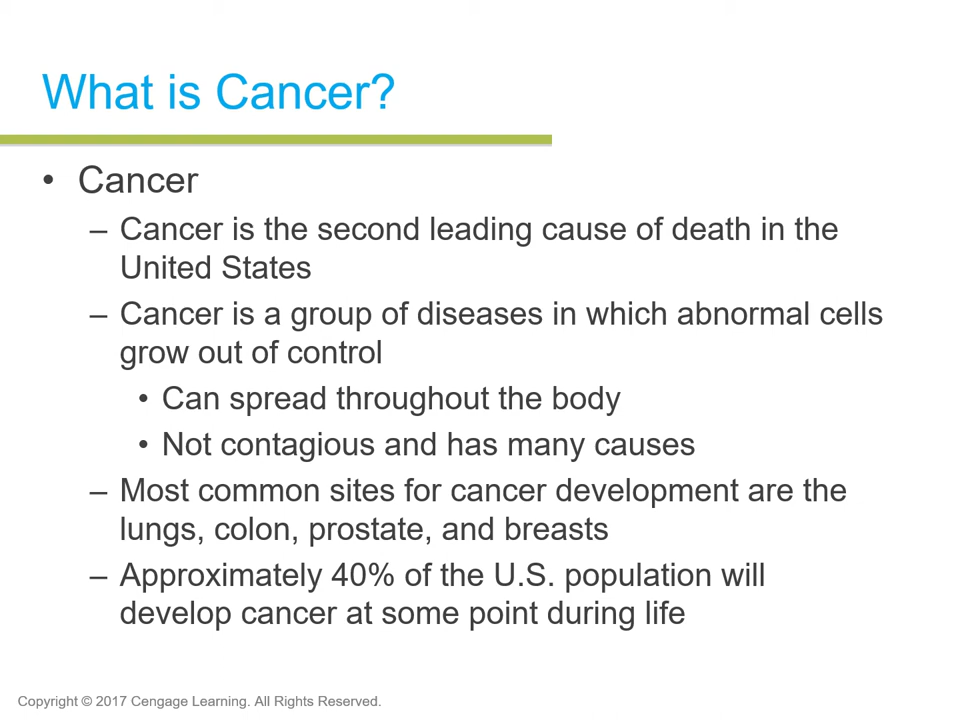 What is Cancer?
• Cancer
– Cancer is the second leading cause of death in the
United States
– Cancer is a group of diseases in which abnormal cells
grow out of control
• Can spread throughout the body
• Not contagious and has many causes
– Most common sites for cancer development are the
lungs, colon, prostate, and breasts
– Approximately 40% of the U.S. population will
develop cancer at some point during life
Copyright © 2017 Cengage Learning. All Rights Reserved.